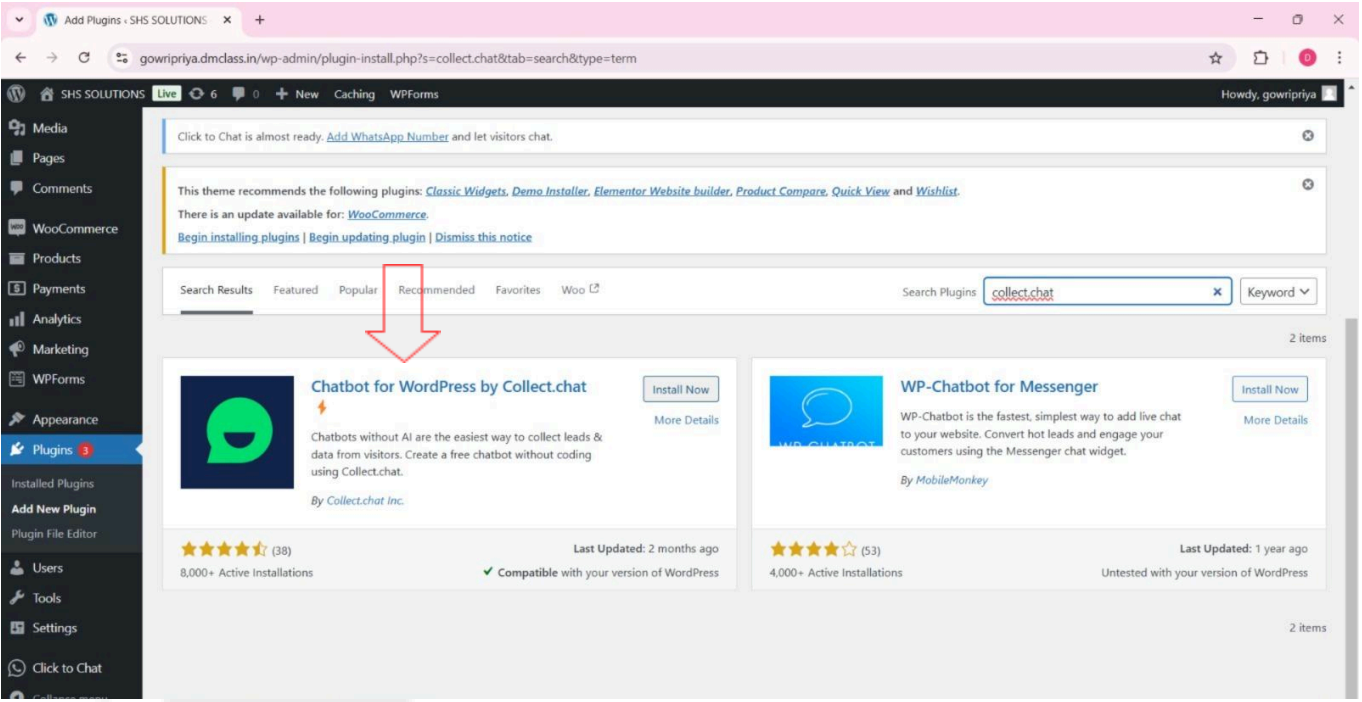 Add Plugins ‹ SHS SOLUTIONS
gowripriya.dmclass.in/wp-admin/plugin-install.php?s=collect.chat&tab=search&type=term
D
SHS SOLUTIONS Live 6 0 + New Caching WPForms Howdy, gowripriya
Media
Pages
Comments
WooCommerce
Products
Payments
Analytics
Marketing
WPForms
Appearance
Plugins 3
Installed Plugins
Add New Plugin
Plugin File Editor
Users
Tools
Settings
Click to Chat
Collapse menu
Click to Chat is almost ready. Add WhatsApp Number and let visitors chat.
This theme recommends the following plugins: Classic Widgets, Demo Installer, Elementor Website builder, Product Compare, Quick View and Wishlist.
There is an update available for: WooCommerce.
Begin installing plugins | Begin updating plugin | Dismiss this notice
Search Results Featured Popular Recommended Favorites Woo Search Plugins collect.chat Keyword
2 items
Chatbot for WordPress by Collect.chat
Install Now
More Details
Chatbots without AI are the easiest way to collect leads &
data from visitors. Create a free chatbot without coding
using Collect.chat.
By Collect.chat Inc.
(38)
Last Updated: 2 months ago
8,000+ Active Installations
Compatible with your version of WordPress
WP CHATBOT
WP-Chatbot for Messenger
Install Now
More Details
WP-Chatbot is the fastest, simplest way to add live chat
to your website. Convert hot leads and engage your
customers using the Messenger chat widget.
By MobileMonkey
(53)
Last Updated: 1 year ago
4,000+ Active Installations
Untested with your version of WordPress
2 items